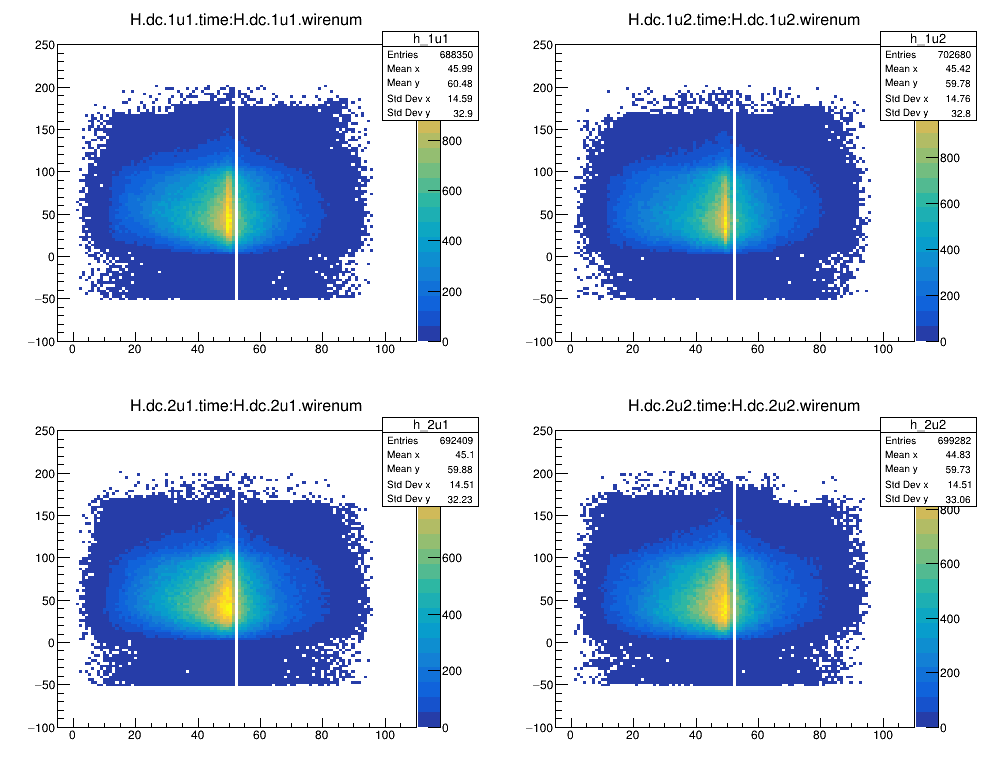 H.dc.1u1.time:H.dc.1u1.wirenum
h_1u1
Entries 688350
Mean x 45.99
Mean y 60.48
Std Dev x 14.59
Std Dev y 32.9
250
200
150
100
50
0
−50
−100
0 20 40 60 80 100
800
600
400
200
0
H.dc.1u2.time:H.dc.1u2.wirenum
h_1u2
Entries 702680
Mean x 45.42
Mean y 59.78
Std Dev x 14.76
Std Dev y 32.8
250
200
150
100
50
0
−50
−100
0 20 40 60 80 100
800
600
400
200
0
H.dc.2u1.time:H.dc.2u1.wirenum
h_2u1
Entries 692409
Mean x 45.1
Mean y 59.88
Std Dev x 14.51
Std Dev y 32.23
250
200
150
100
50
0
−50
−100
0 20 40 60 80 100
600
400
200
0
H.dc.2u2.time:H.dc.2u2.wirenum
h_2u2
Entries 699282
Mean x 44.83
Mean y 59.73
Std Dev x 14.51
Std Dev y 33.06
250
200
150
100
50
0
−50
−100
0 20 40 60 80 100
800
600
400
200
0